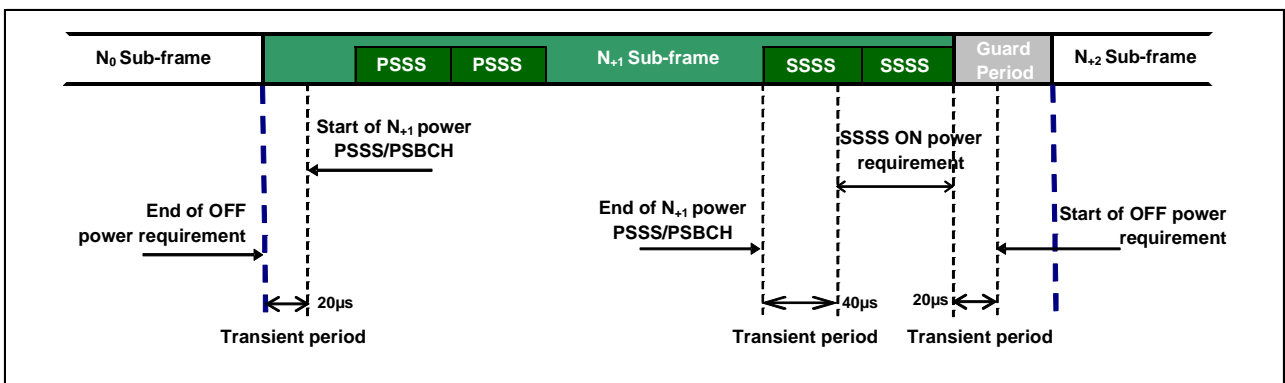 N0 Sub-frame
PSSS
PSSS
N+1 Sub-frame
SSSS
SSSS
Guard
Period
N+2 Sub-frame
Start of N+1 power
PSSS/PSBCH
SSSS ON power
requirement
End of OFF
power requirement
End of N+1 power
PSSS/PSBCH
Start of OFF power
requirement
20µs
40µs
20µs
Transient period
Transient period
Transient period